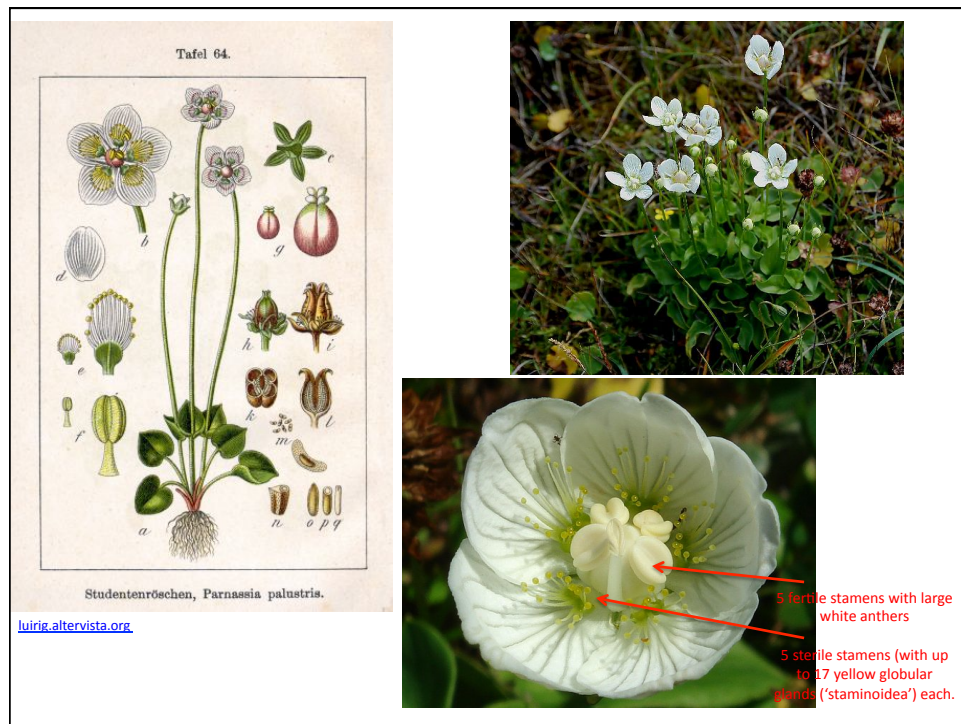 Tafel 64.
b
c
d
g
e
h
i
f
k
l
m
a
n
o
p
q
Studentenröschen, Parnassia palustris.
luirig.altervista.org
5 fertile stamens with large
white anthers
5 sterile stamens (with up
to 17 yellow globular
glands ('staminoidea') each.